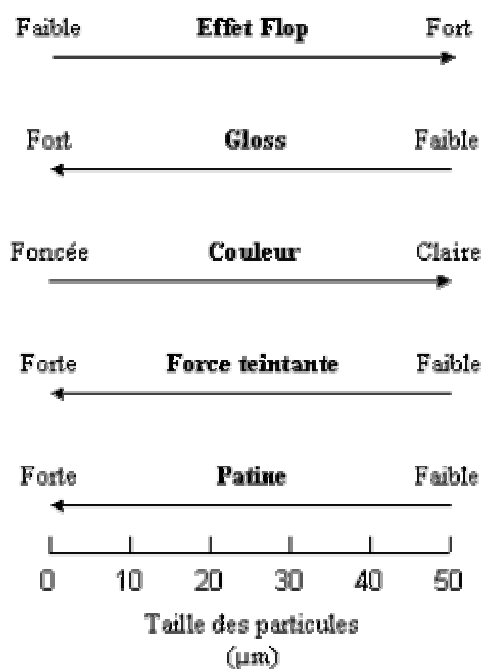 Faible Effet Flop Fort
Fort Gloss Faible
Foncée Couleur Claire
Forte Force teintante Faible
Forte Patine Faible
0 10 20 30 40 50
Taille des particules
(µm)